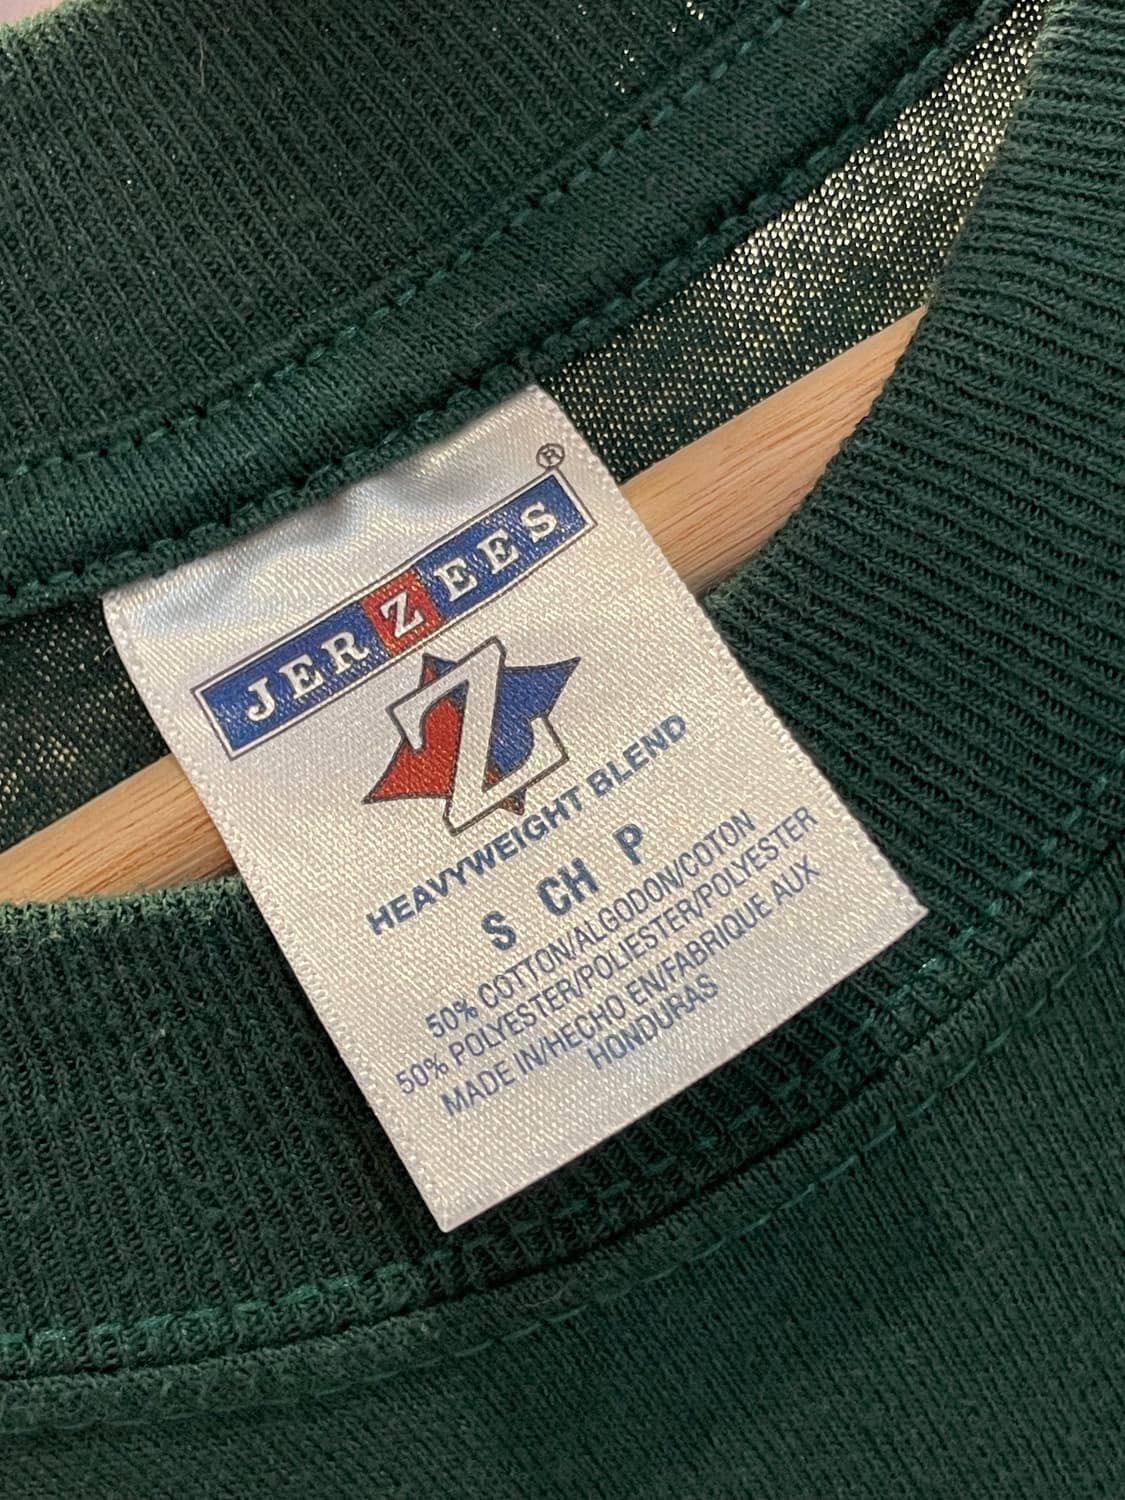 ®
JERZEES
Z
HEAVYWEIGHT BLEND
S CH P
50% COTTON/ALGODON/COTON
50% POLYESTER/POLIESTER/POLYESTER
MADE IN/HECHO EN/FABRIQUE AUX
HONDURAS